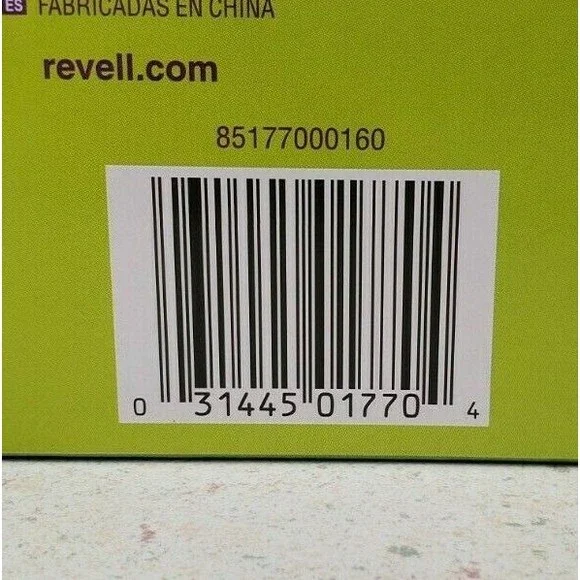 ES FABRICADAS EN CHINA
revell.com
85177000160
0 31445 01770 4